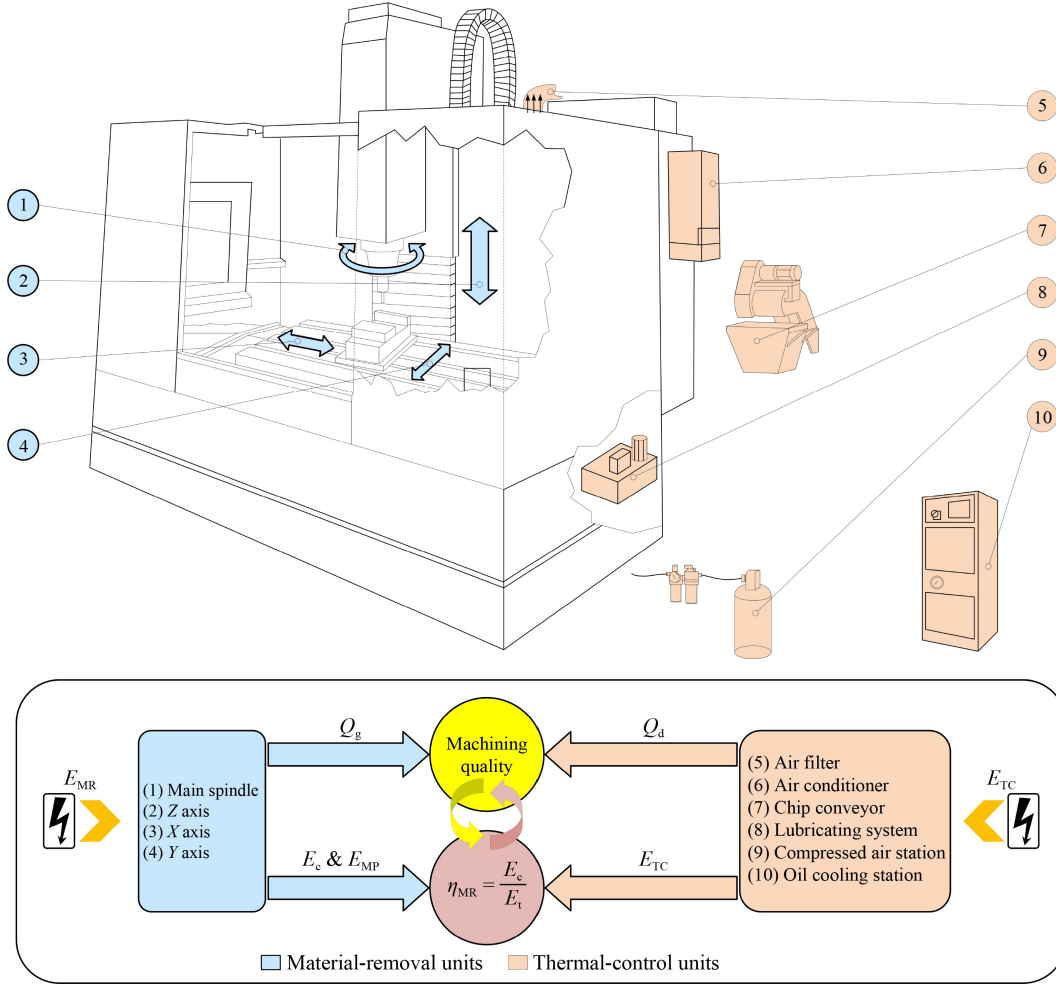 1
2
3
4
5
6
7
8
9
10
E_MR
(1) Main spindle
(2) Z axis
(3) X axis
(4) Y axis
Q_g
E_c & E_MP
Machining
quality
η_MR = E_c / E_t
Q_d
E_TC
(5) Air filter
(6) Air conditioner
(7) Chip conveyor
(8) Lubricating system
(9) Compressed air station
(10) Oil cooling station
E_TC
Material-removal units
Thermal-control units